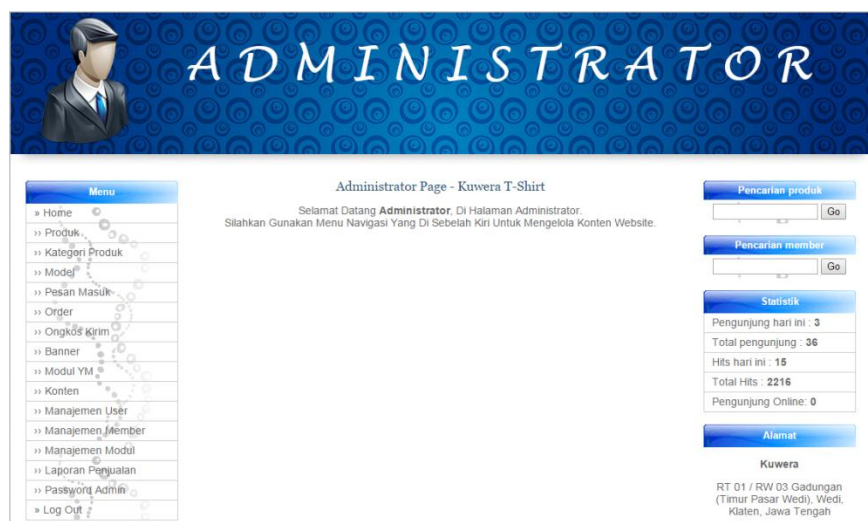 ADMINISTRATOR
Menu
» Home
›› Produk
›› Kategori Produk
›› Model
›› Pesan Masuk
›› Order
›› Ongkos Kirim
›› Banner
›› Modul YM
›› Konten
›› Manajemen User
›› Manajemen Member
›› Manajemen Modul
›› Laporan Penjualan
›› Password Admin
» Log Out
Administrator Page - Kuwera T-Shirt
Selamat Datang Administrator, Di Halaman Administrator.
Silahkan Gunakan Menu Navigasi Yang Di Sebelah Kiri Untuk Mengelola Konten Website.
Pencarian produk
Go
Pencarian member
Go
Statistik
Pengunjung hari ini : 3
Total pengunjung : 36
Hits hari ini : 15
Total Hits : 2216
Pengunjung Online: 0
Alamat
Kuwera
RT 01 / RW 03 Gadungan
(Timur Pasar Wedi), Wedi,
Klaten, Jawa Tengah